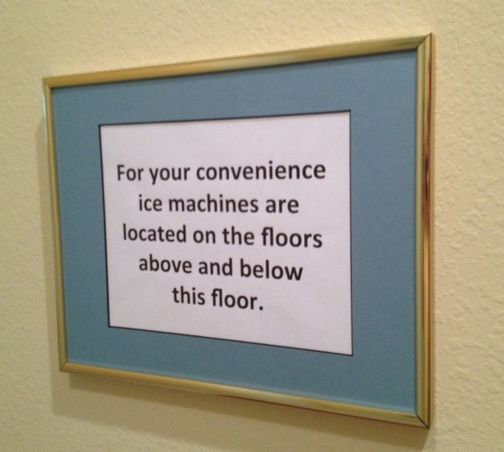 For your convenience
ice machines are
located on the floors
above and below
this floor.